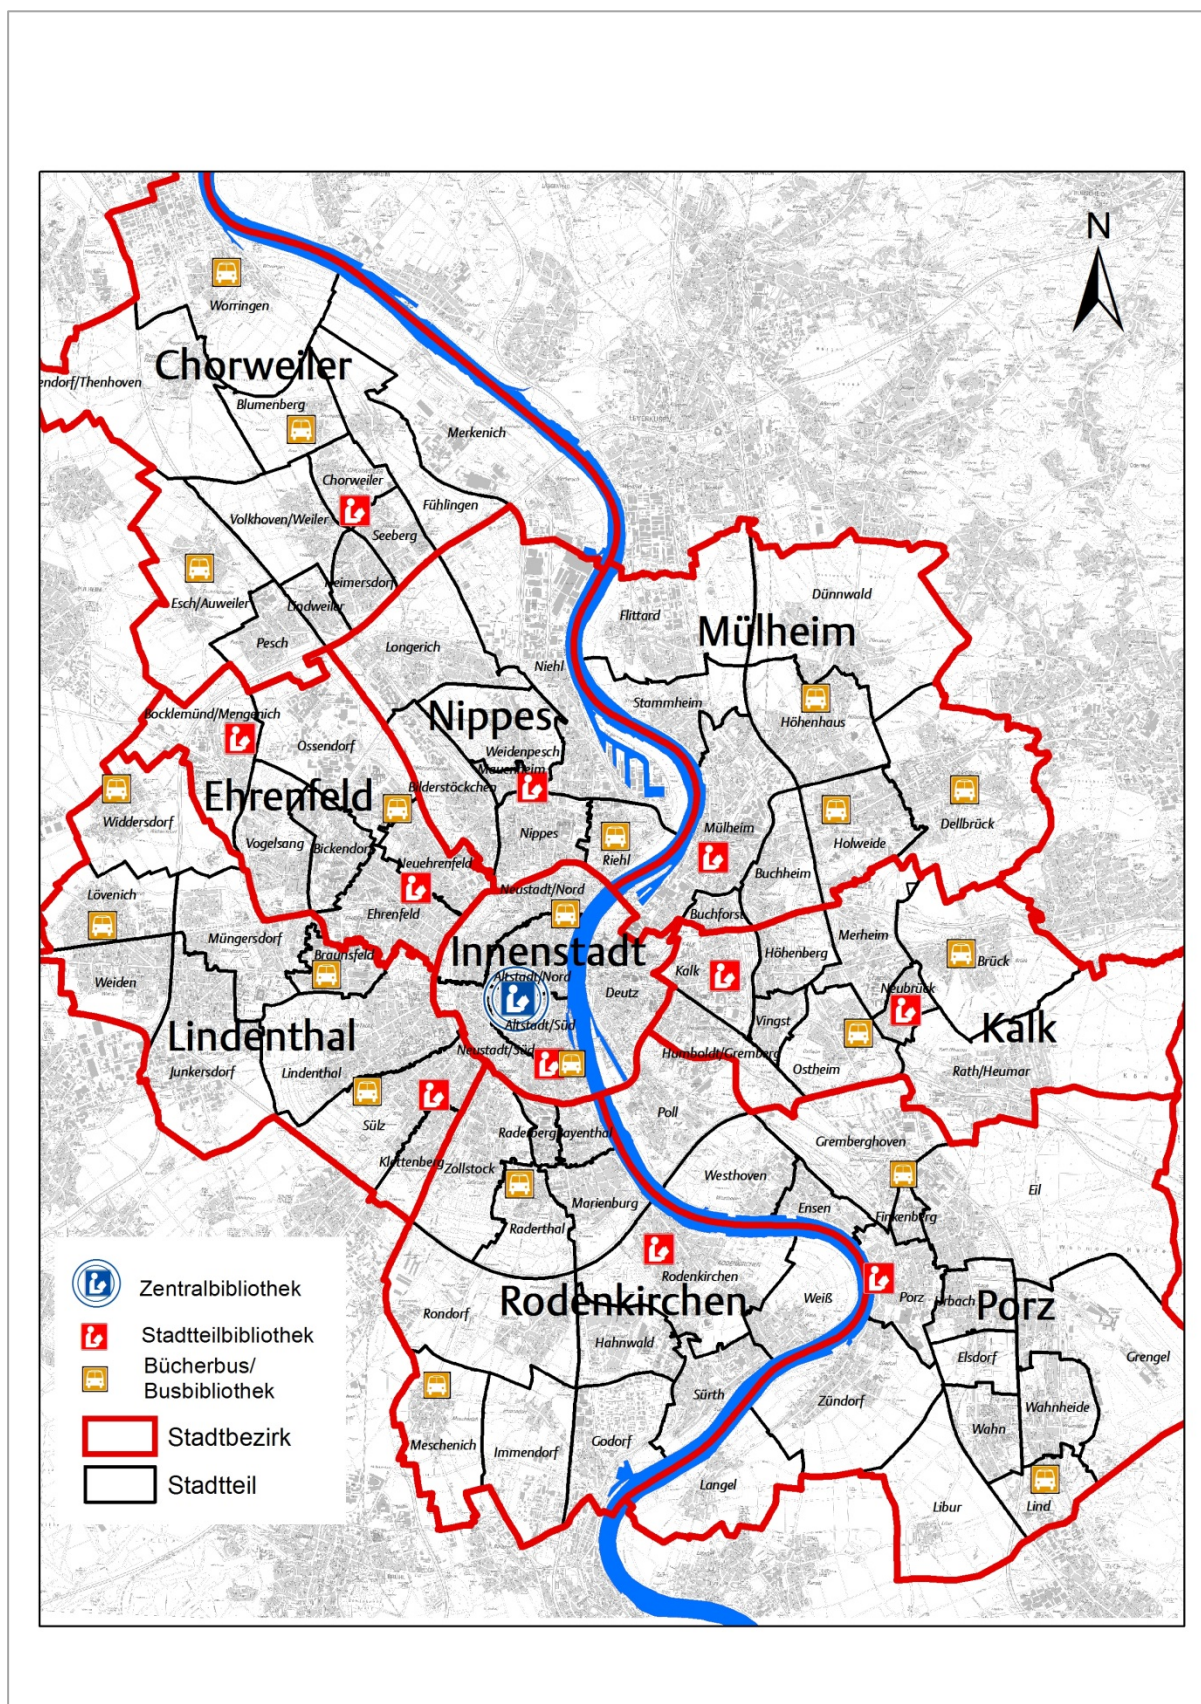 N
Worringen
Chorweiler
endorf/Thenhoven
Blumenberg
Merkenich
Chorweiler
Fühlingen
Volkhoven/Weiler
Seeberg
Heimersdorf
Esch/Auweiler
Lindweiler
Pesch
Dünnwald
Flittard
Mülheim
Longerich
Niehl
Stammheim
Höhenhaus
Bocklemünd/Mengenich
Nippes
Ossendorf
Weidenpesch
Mauenheim
Bilderstöckchen
Ehrenfeld
Widdersdorf
Vogelsang
Bickendorf
Nippes
Riehl
Mülheim
Holweide
Dellbrück
Neuehrenfeld
Buchheim
Lövenich
Ehrenfeld
Neustadt/Nord
Buchforst
Müngersdorf
Braunsfeld
Innenstadt
Merheim
Höhenberg
Brück
Weiden
Altstadt/Nord
Deutz
Kalk
Neubrück
Lindenthal
Altstadt/Süd
Vingst
Kalk
Neustadt/Süd
Humboldt/Gremberg
Junkersdorf
Lindenthal
Ostheim
Rath/Heumar
Sülz
Poll
Raderberg
Bayenthal
Gremberghoven
Klettenberg
Zollstock
Westhoven
Eil
Marienburg
Ensen
Raderthal
Finkenberg
Rodenkirchen
Rodenkirchen
Weiß
Porz
Urbach
Porz
Rondorf
Hahnwald
Elsdorf
Grengel
Sürth
Zündorf
Wahnheide
Wahn
Meschenich
Immendorf
Godorf
Langel
Libur
Lind
Zentralbibliothek
Stadtteilbibliothek
Bücherbus/
Busbibliothek
Stadtbezirk
Stadtteil